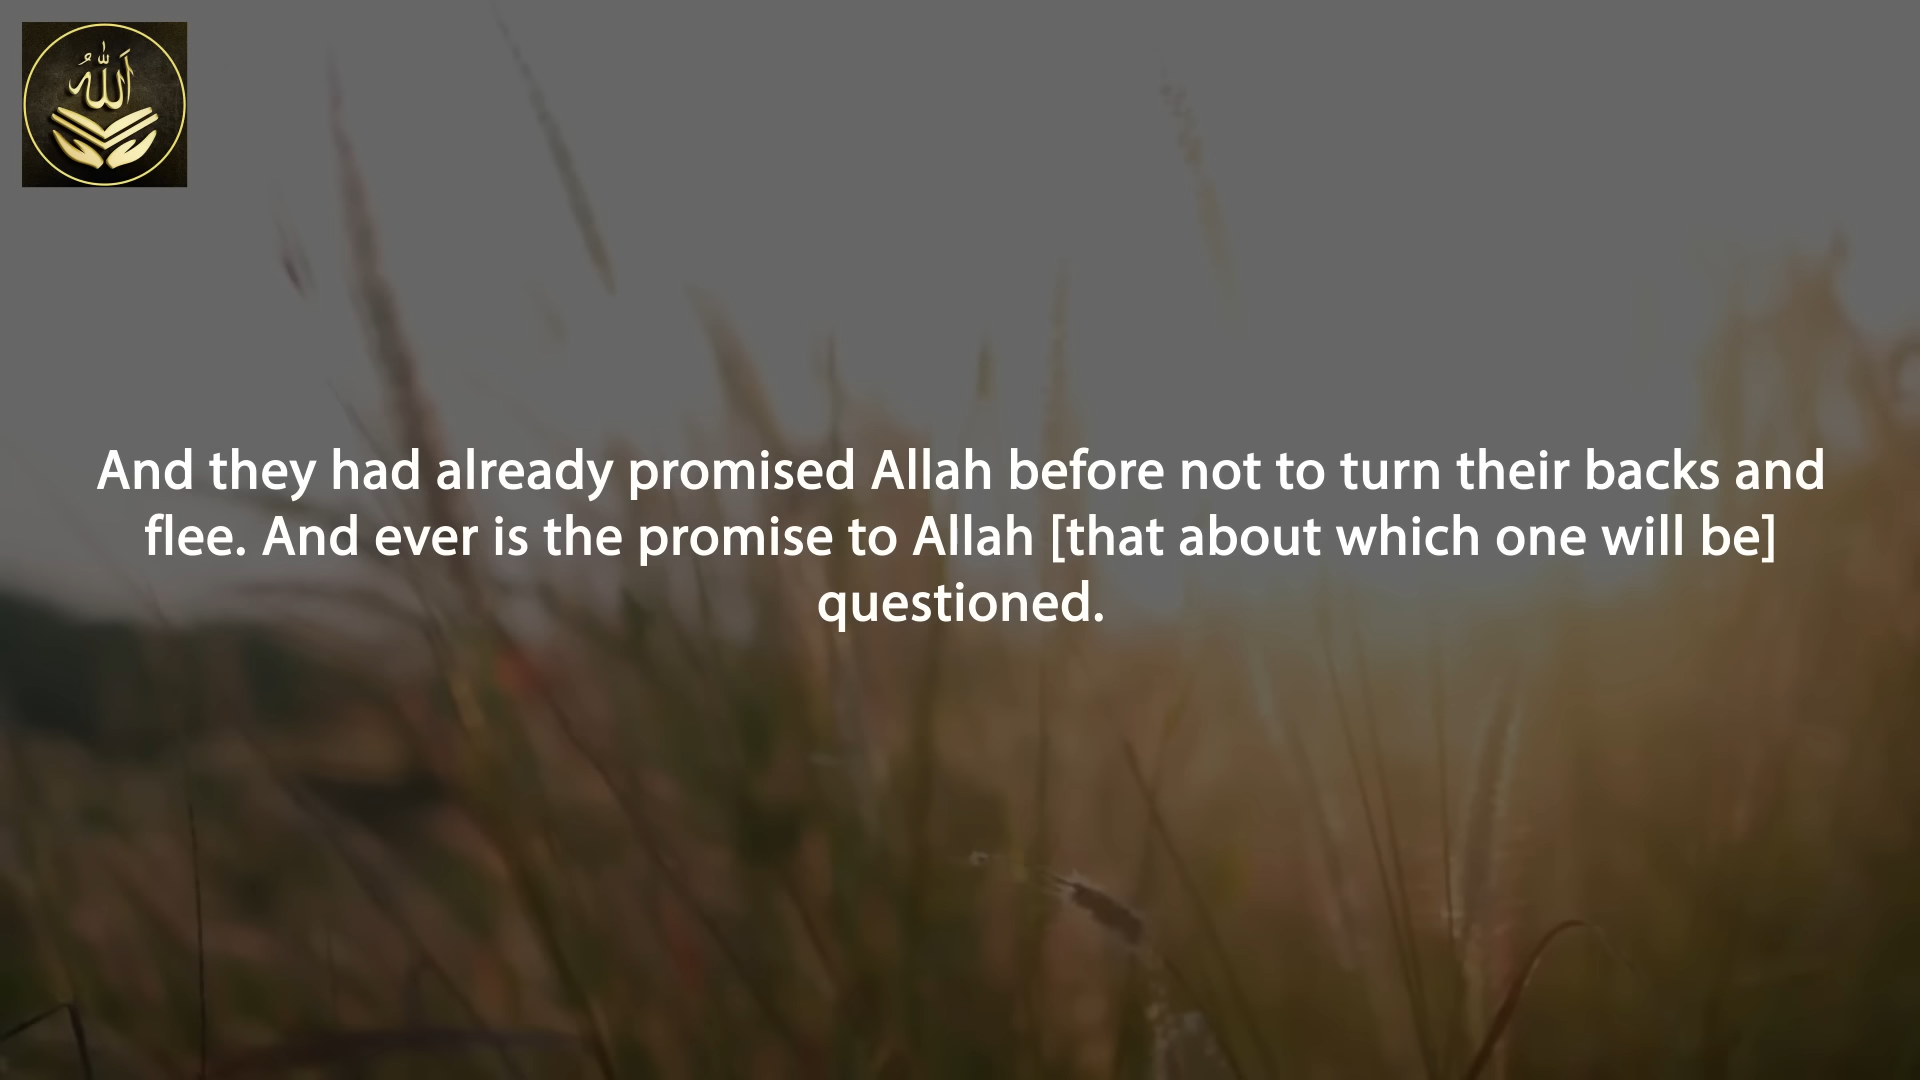 اَللّٰهُ
And they had already promised Allah before not to turn their backs and
flee. And ever is the promise to Allah [that about which one will be]
questioned.